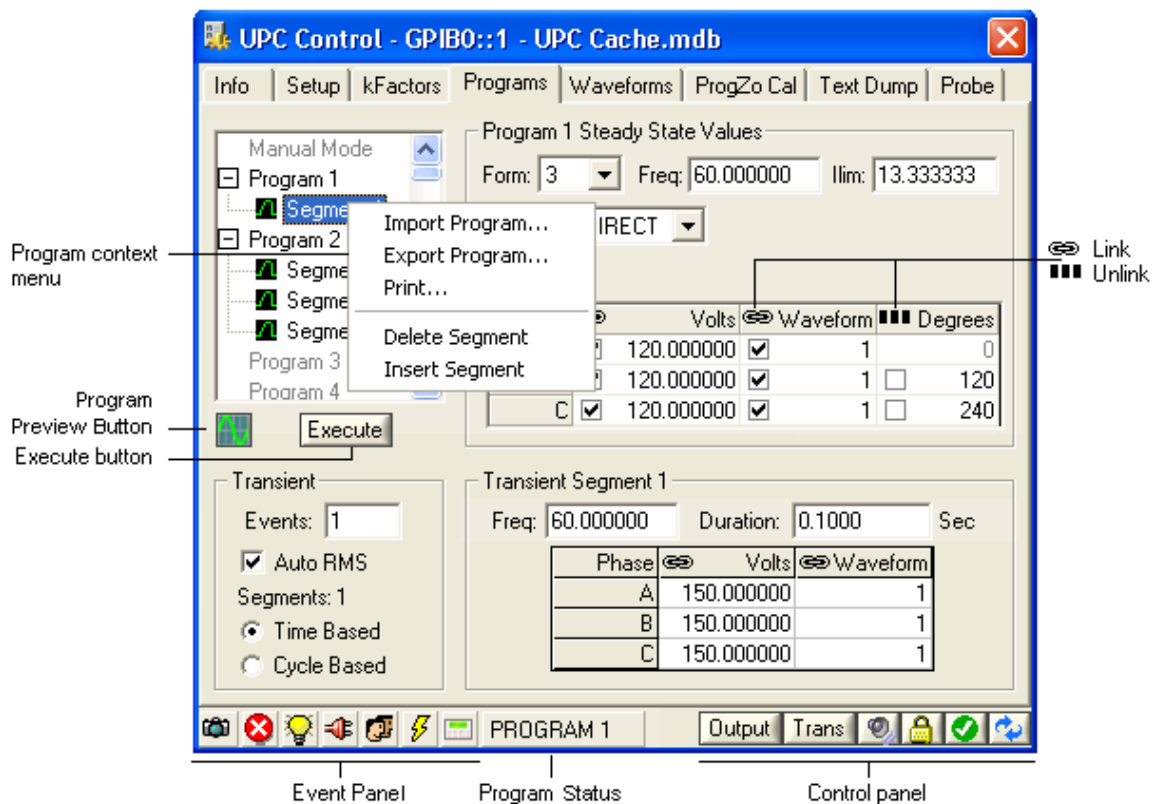 UPC Control - GPIB0::1 - UPC Cache.mdb
Info Setup kFactors Programs Waveforms ProgZo Cal Text Dump Probe
Manual Mode
Program 1
Segme
Program 2
Segme
Segme
Segme
Program 3
Program 4
Import Program...
Export Program...
Print...
Delete Segment
Insert Segment
Program 1 Steady State Values
Form: 3 Freq: 60.000000 Ilim: 13.333333
IRECT
Volts Waveform Degrees
120.000000 1 0
120.000000 1 120
C 120.000000 1 240
Program context
menu
Link
Unlink
Program
Preview Button
Execute button
Execute
Transient
Events: 1
Auto RMS
Segments: 1
Time Based
Cycle Based
Transient Segment 1
Freq: 60.000000 Duration: 0.1000 Sec
Phase Volts Waveform
A 150.000000 1
B 150.000000 1
C 150.000000 1
PROGRAM 1 Output Trans
Event Panel Program Status Control panel